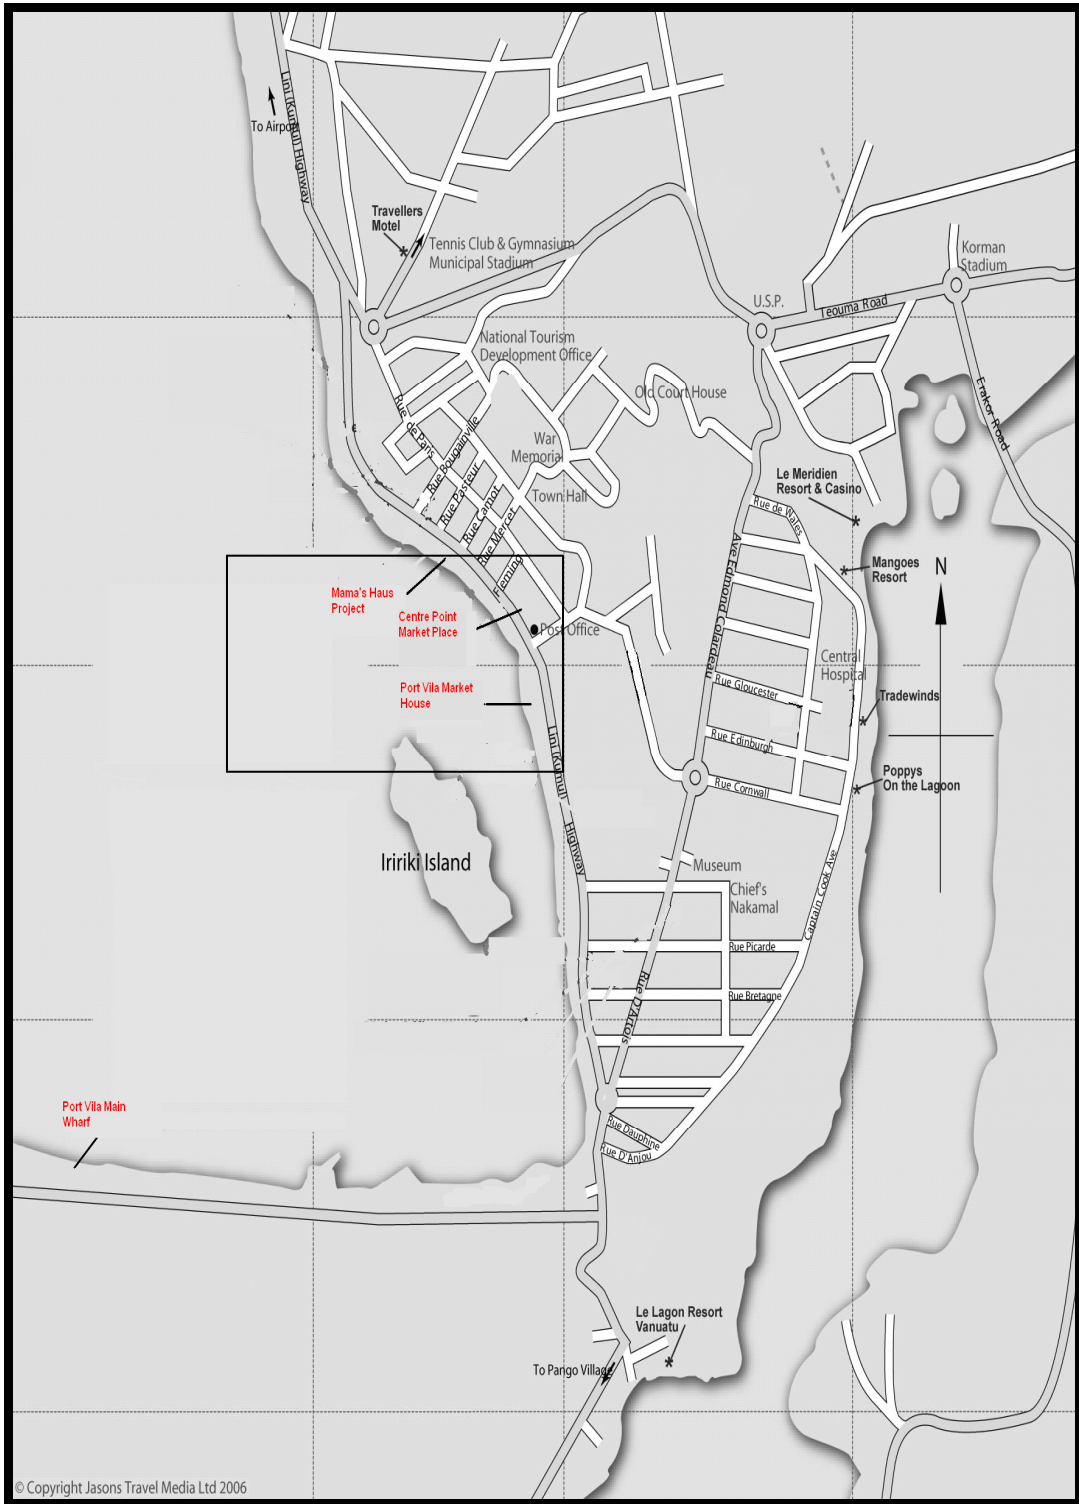 Lini (Kumul) Highway
To Airport
Travellers
Motel
Tennis Club & Gymnasium
Municipal Stadium
Korman
Stadium
U.S.P.
Teouma Road
National Tourism
Development Office
Old Court House
Erakor Road
Rue de Paris
Rue Bougainville
War
Memorial
Rue Pasteur
Town Hall
Rue Carnot
Rue Mercet
Fleming
Le Meridien
Resort & Casino
Rue de Wales
Ave Edmond Colardeau
Mangoes
Resort
N
Mama's Haus
Project
Centre Point
Market Place
Post Office
Port Vila Market
House
Central
Hospital
Rue Gloucester
Tradewinds
Rue Edinburgh
Rue Cornwall
Poppys
On the Lagoon
Lini (Kumul)
Highway
Iririki Island
Museum
Chief's
Nakamal
Captain Cook Ave
Rue Picarde
Rue Bretagne
Rue D'Artois
Port Vila Main
Wharf
Rue Dauphine
Rue D'Anjou
Le Lagon Resort
Vanuatu
To Pango Village
© Copyright Jasons Travel Media Ltd 2006